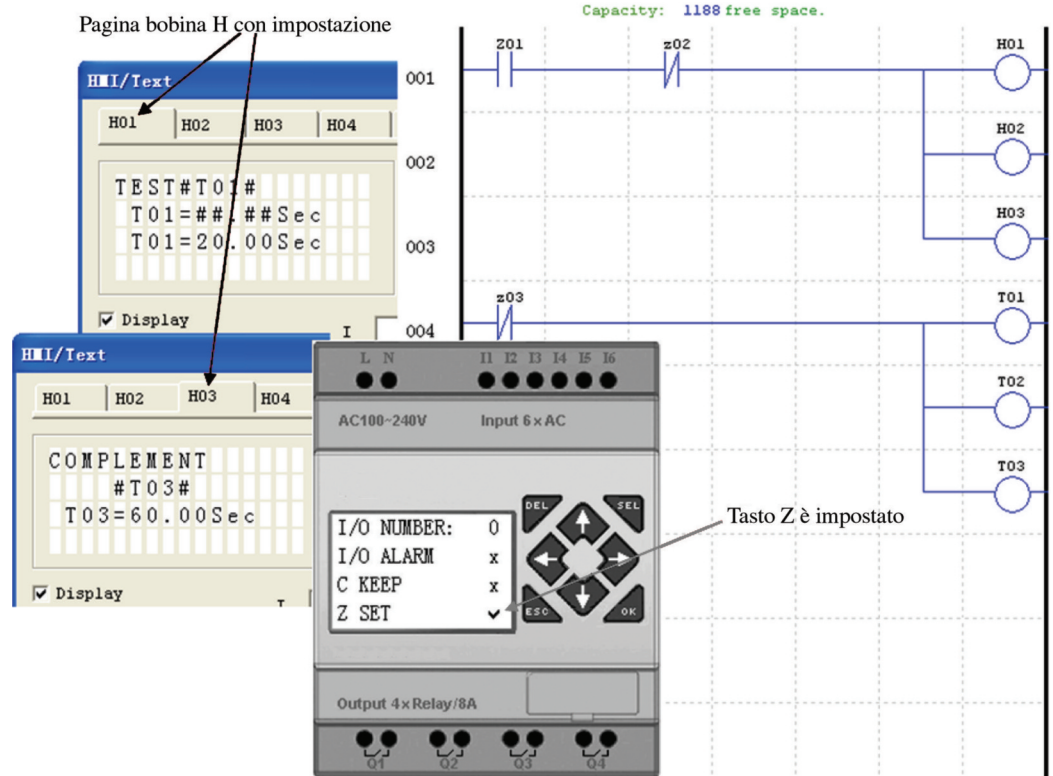 Capacity: 1188 free space.
Pagina bobina H con impostazione
HMI/Text
H01 H02 H03 H04
TEST#T01#
T01=##.##Sec
T01=20.00Sec
Display
I
HMI/Text
H01 H02 H03 H04
COMPLEMENT
#T03#
T03=60.00Sec
Display
I
001
Z01 z02 H01
002
H02
003
H03
004
z03 T01
T02
T03
L N I1 I2 I3 I4 I5 I6
AC100~240V Input 6×AC
I/O NUMBER: 0
I/O ALARM x
C KEEP x
Z SET ✓
DEL SEL
ESC OK
Tasto Z è impostato
Output 4×Relay/8A
Q1 Q2 Q3 Q4